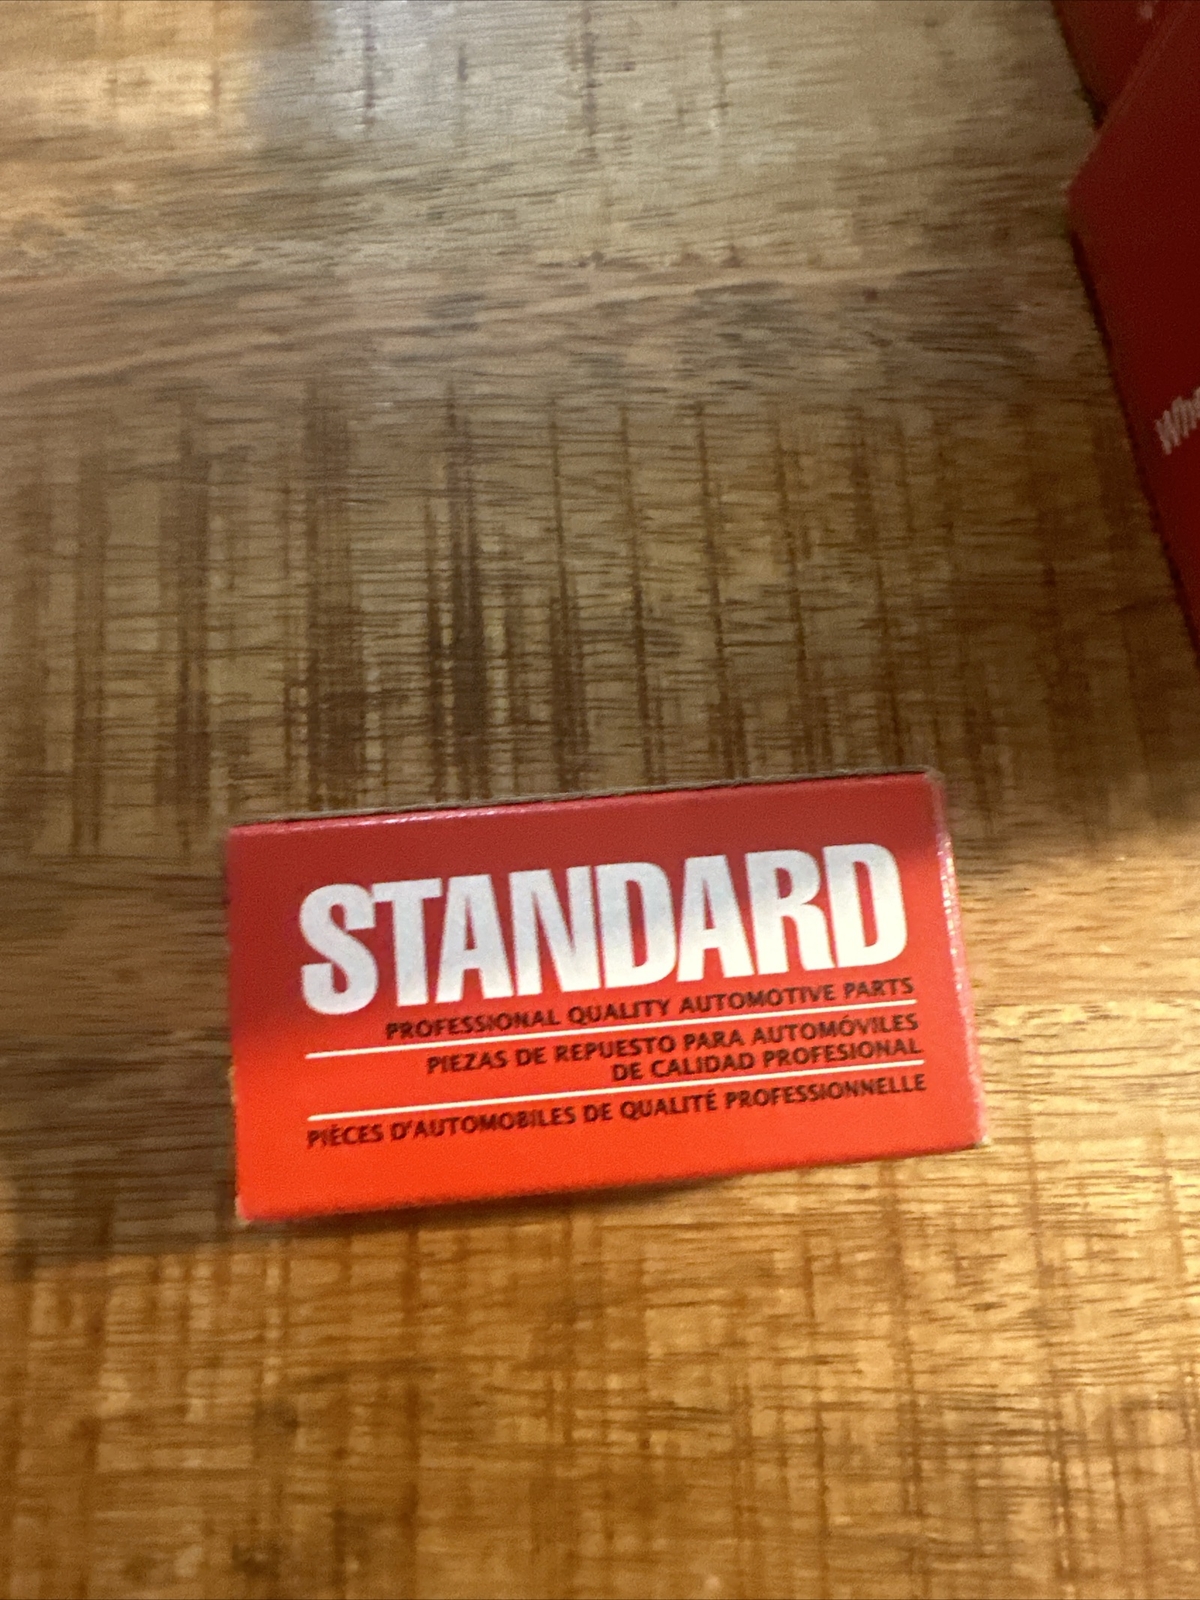 STANDARD
PROFESSIONAL QUALITY AUTOMOTIVE PARTS
PIEZAS DE REPUESTO PARA AUTOMÓVILES
DE CALIDAD PROFESIONAL
PIÈCES D'AUTOMOBILES DE QUALITÉ PROFESSIONNELLE